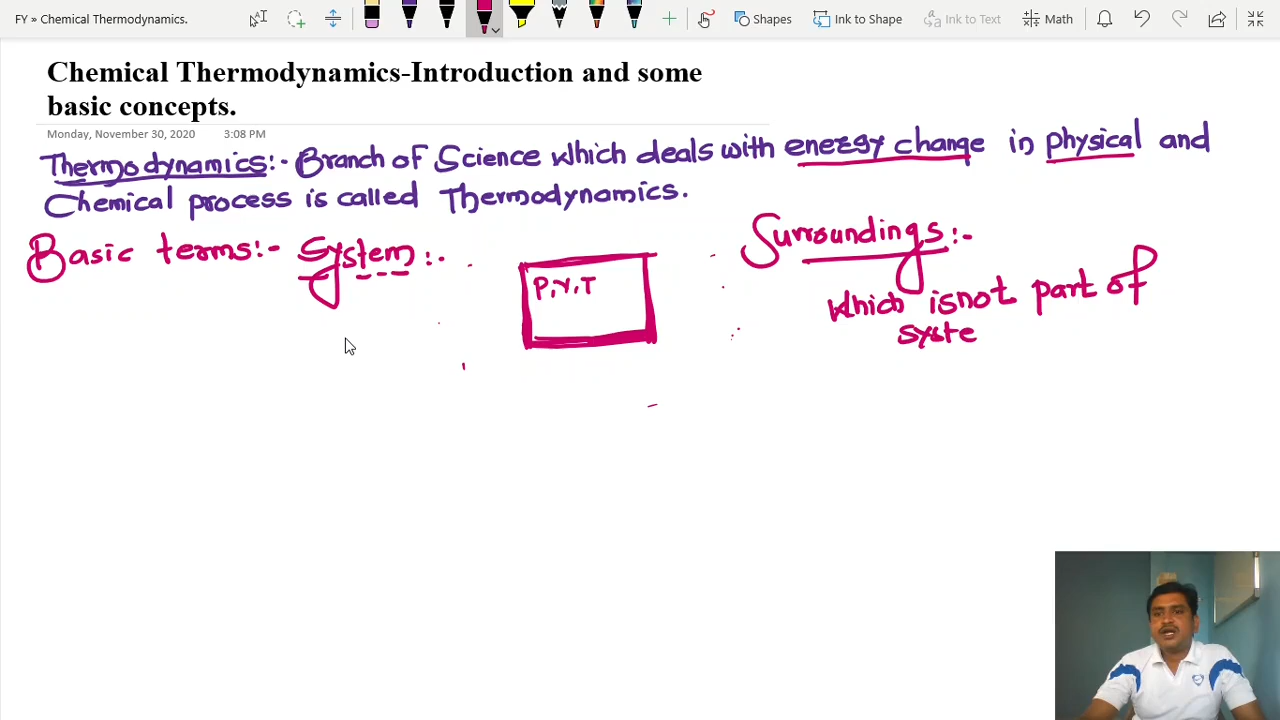 FY » Chemical Thermodynamics.
Shapes
Ink to Shape
Ink to Text
Math
Chemical Thermodynamics-Introduction and some
basic concepts.
Monday, November 30, 2020 3:08 PM
Thermodynamics:- Branch of Science which deals with energy change in physical and
Chemical process is called Thermodynamics.
Basic terms:- System:-
P,V,T
Surroundings:-
which is not part of
syste